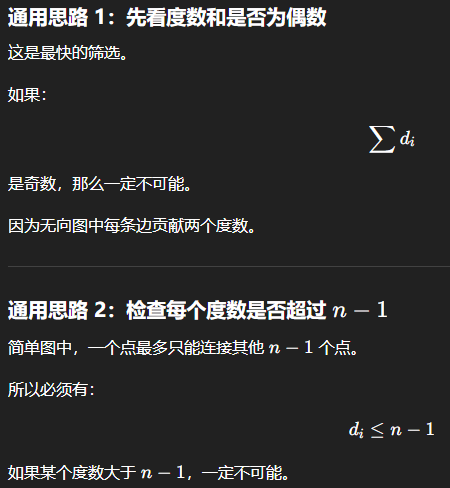 通用思路 1：先看度数和是否为偶数
这是最快的筛选。
如果：
∑ dᵢ
是奇数，那么一定不可能。
因为无向图中每条边贡献两个度数。
通用思路 2：检查每个度数是否超过 n − 1
简单图中，一个点最多只能连接其他 n − 1 个点。
所以必须有：
dᵢ ≤ n − 1
如果某个度数大于 n − 1，一定不可能。